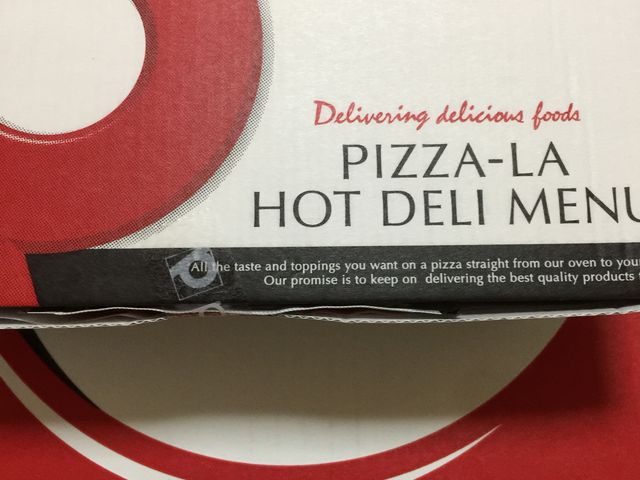 Delivering delicious foods
PIZZA-LA
HOT DELI MENU
All the taste and toppings you want on a pizza straight from our oven to your
Our promise is to keep on delivering the best quality products